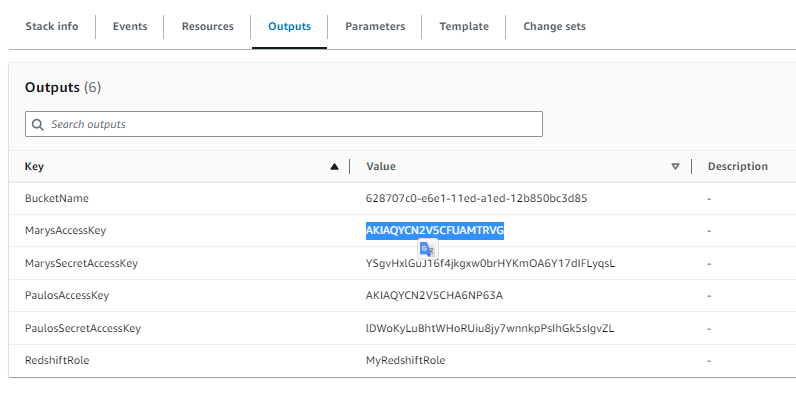 Stack info Events Resources Outputs Parameters Template Change sets
Outputs (6)
Search outputs
Key Value Description
BucketName 628707c0-e6e1-11ed-a1ed-12b850bc3d85 -
MarysAccessKey AKIAQYCN2V5CFUAMTRVG -
MarysSecretAccessKey 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 -
PaulosAccessKey AKIAQYCN2V5CHA6NP63A -
PaulosSecretAccessKey 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 -
RedshiftRole MyRedshiftRole -